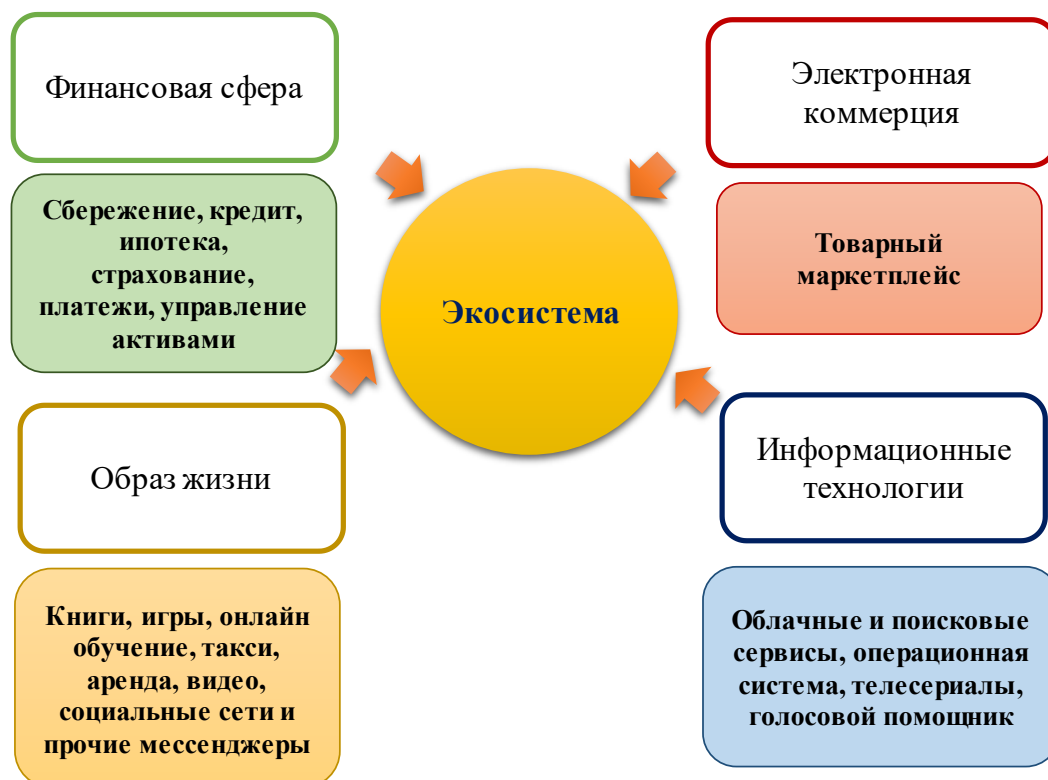 Финансовая сфера
Сбережение, кредит,
ипотека,
страхование,
платежи, управление
активами
Электронная
коммерция
Товарный
маркетплейс
Экосистема
Образ жизни
Книги, игры, онлайн
обучение, такси,
аренда, видео,
социальные сети и
прочие мессенджеры
Информационные
технологии
Облачные и поисковые
сервисы, операционная
система, телесериалы,
голосовой помощник